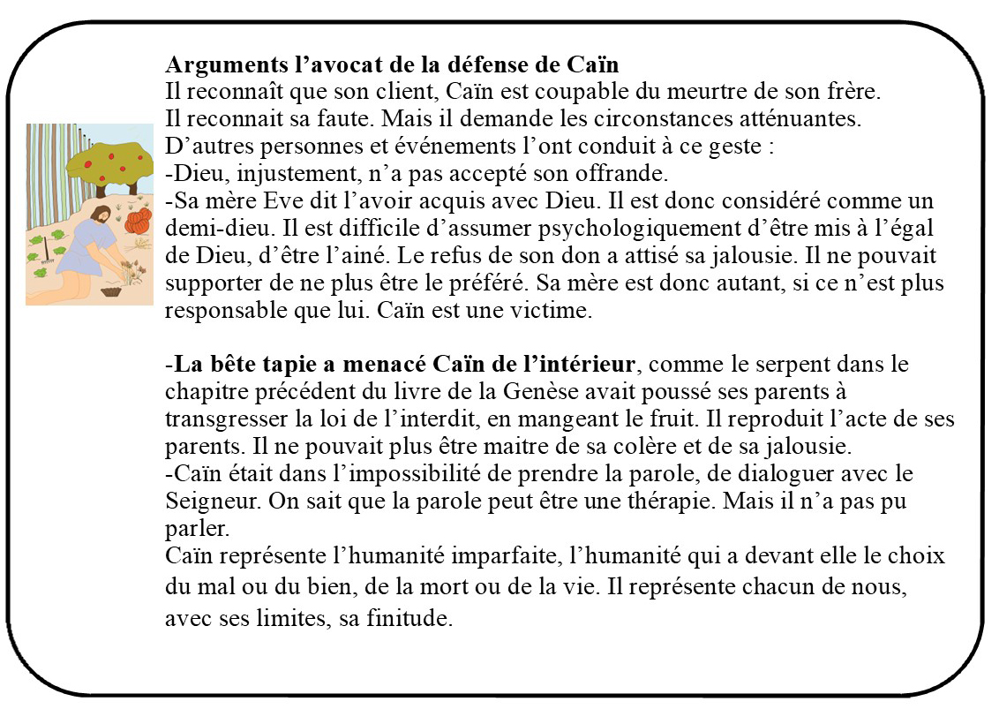 Arguments l’avocat de la défense de Caïn
Il reconnaît que son client, Caïn est coupable du meurtre de son frère.
Il reconnait sa faute. Mais il demande les circonstances atténuantes.
D’autres personnes et événements l’ont conduit à ce geste :
-Dieu, injustement, n’a pas accepté son offrande.
-Sa mère Eve dit l’avoir acquis avec Dieu. Il est donc considéré comme un
demi-dieu. Il est difficile d’assumer psychologiquement d’être mis à l’égal
de Dieu, d’être l’ainé. Le refus de son don a attisé sa jalousie. Il ne pouvait
supporter de ne plus être le préféré. Sa mère est donc autant, si ce n’est plus
responsable que lui. Caïn est une victime.
-La bête tapie a menacé Caïn de l’intérieur, comme le serpent dans le
chapitre précédent du livre de la Genèse avait poussé ses parents à
transgresser la loi de l’interdit, en mangeant le fruit. Il reproduit l’acte de ses
parents. Il ne pouvait plus être maitre de sa colère et de sa jalousie.
-Caïn était dans l’impossibilité de prendre la parole, de dialoguer avec le
Seigneur. On sait que la parole peut être une thérapie. Mais il n’a pas pu
parler.
Caïn représente l’humanité imparfaite, l’humanité qui a devant elle le choix
du mal ou du bien, de la mort ou de la vie. Il représente chacun de nous,
avec ses limites, sa finitude.